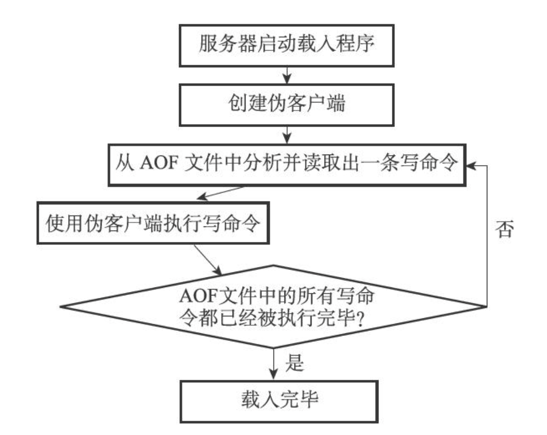 服务器启动载入程序
创建伪客户端
从 AOF 文件中分析并读取出一条写命令
使用伪客户端执行写命令
否
AOF文件中的所有写命
令都已经被执行完毕?
是
载入完毕